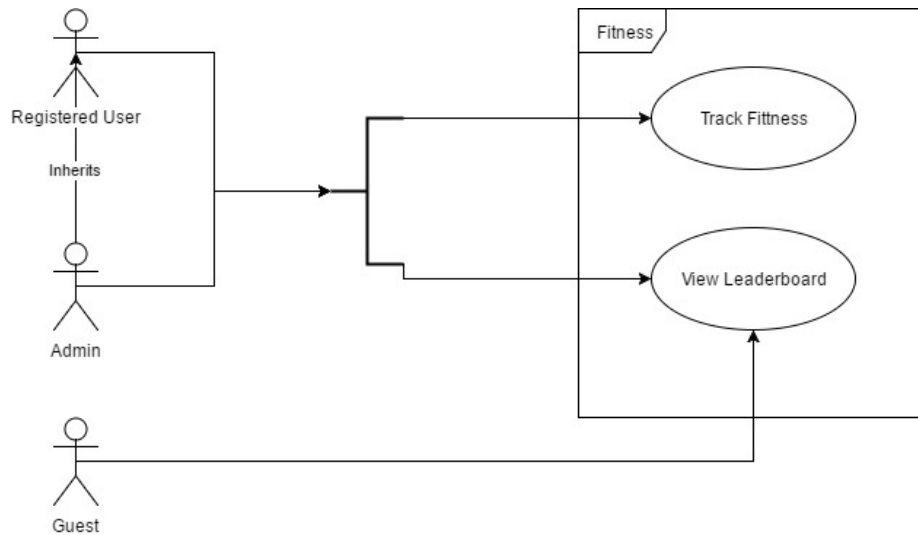 Fitness
Track Fittness
Registered User
Inherits
View Leaderboard
Admin
Guest